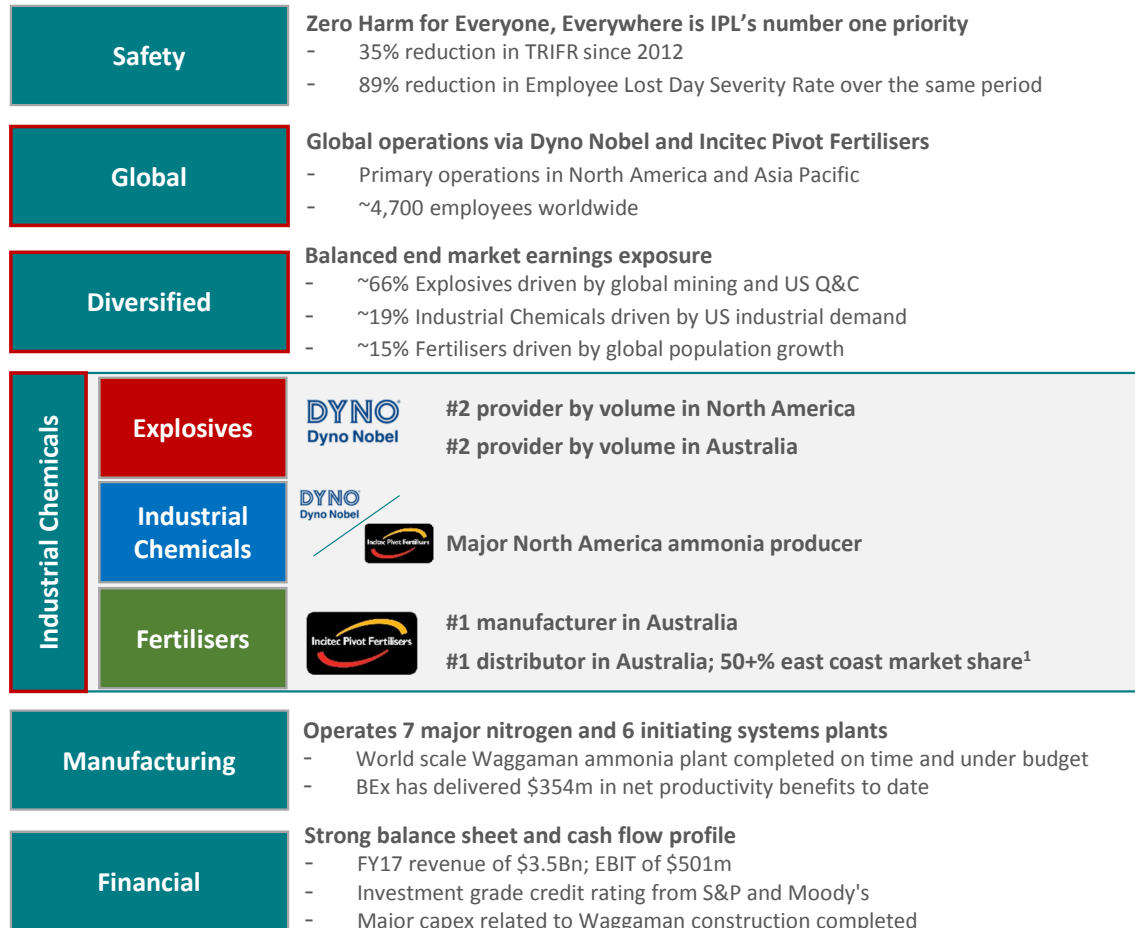 Safety
Zero Harm for Everyone, Everywhere is IPL's number one priority
- 35% reduction in TRIFR since 2012
- 89% reduction in Employee Lost Day Severity Rate over the same period
Global
Global operations via Dyno Nobel and Incitec Pivot Fertilisers
- Primary operations in North America and Asia Pacific
- ~4,700 employees worldwide
Diversified
Balanced end market earnings exposure
- ~66% Explosives driven by global mining and US Q&C
- ~19% Industrial Chemicals driven by US industrial demand
- ~15% Fertilisers driven by global population growth
Industrial Chemicals
Explosives
DYNO
Dyno Nobel
#2 provider by volume in North America
#2 provider by volume in Australia
Industrial
Chemicals
DYNO
Dyno Nobel
Incitec Pivot Fertilisers
Major North America ammonia producer
Fertilisers
Incitec Pivot Fertilisers
#1 manufacturer in Australia
#1 distributor in Australia; 50+% east coast market share1
Manufacturing
Operates 7 major nitrogen and 6 initiating systems plants
- World scale Waggaman ammonia plant completed on time and under budget
- BEx has delivered $354m in net productivity benefits to date
Financial
Strong balance sheet and cash flow profile
- FY17 revenue of $3.5Bn; EBIT of $501m
- Investment grade credit rating from S&P and Moody's
- Major capex related to Waggaman construction completed